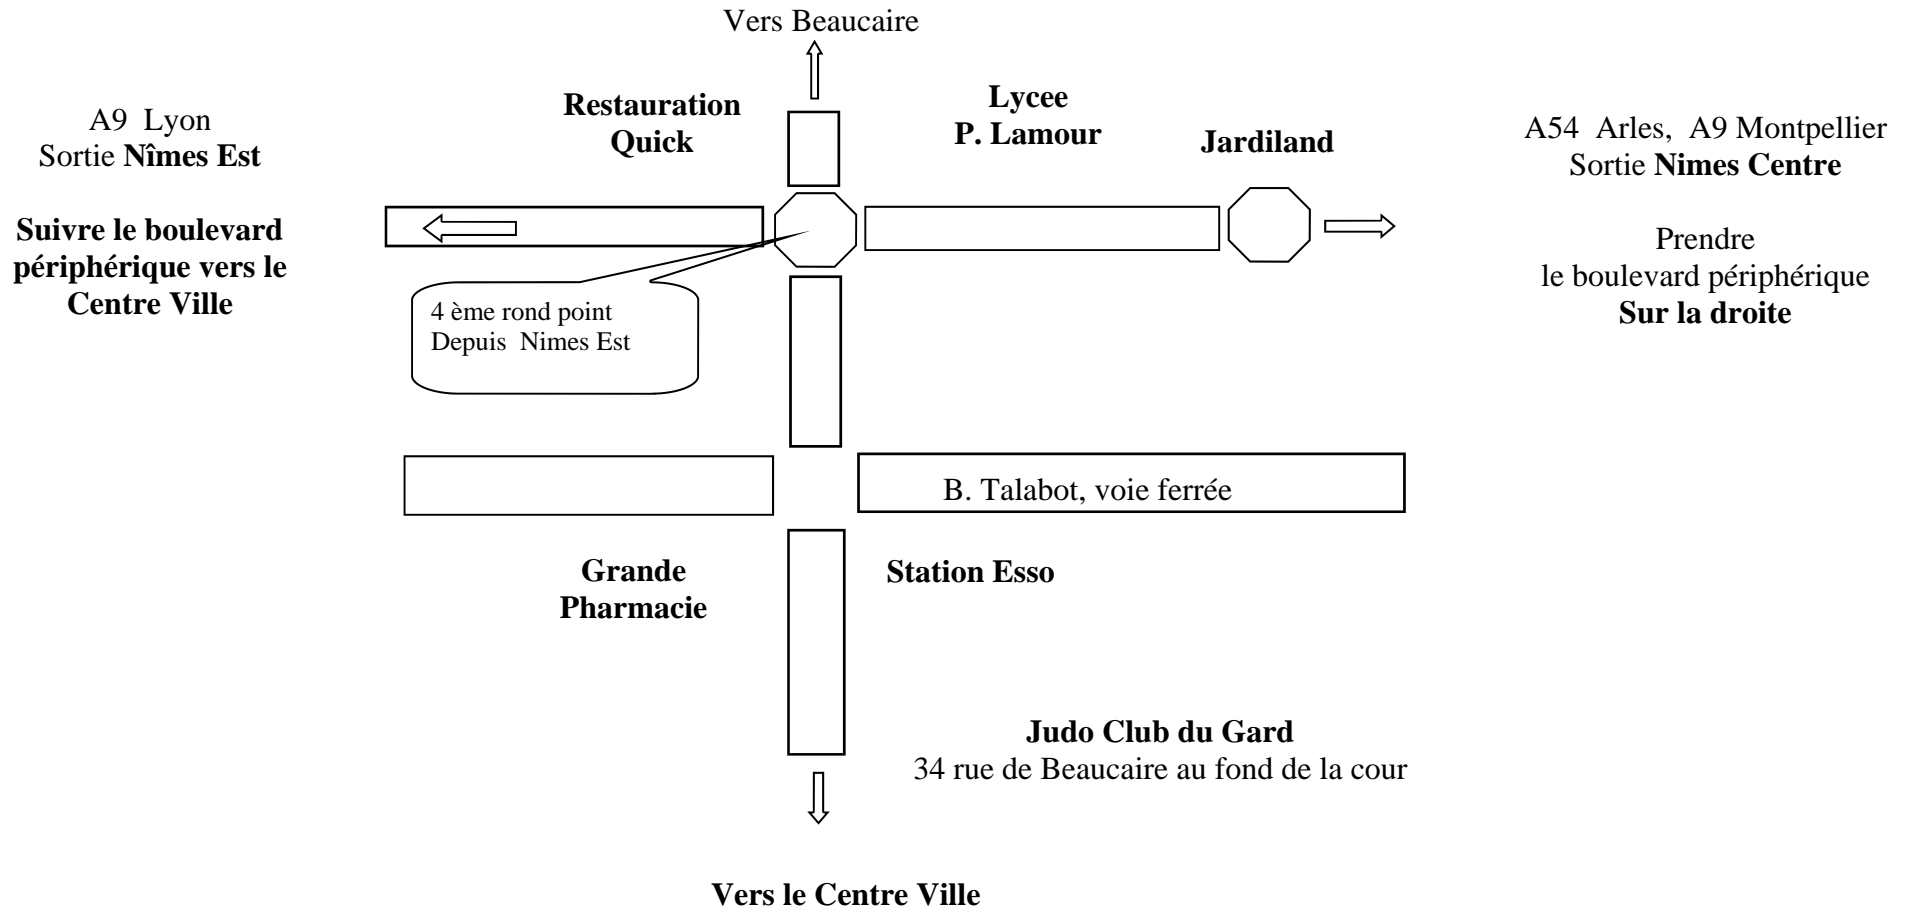 Vers Beaucaire
A9 Lyon
Sortie Nîmes Est
Suivre le boulevard
périphérique vers le
Centre Ville
Restauration
Quick
Lycee
P. Lamour
Jardiland
A54 Arles, A9 Montpellier
Sortie Nimes Centre
Prendre
le boulevard périphérique
Sur la droite
4 ème rond point
Depuis Nimes Est
B. Talabot, voie ferrée
Grande
Pharmacie
Station Esso
Judo Club du Gard
34 rue de Beaucaire au fond de la cour
Vers le Centre Ville